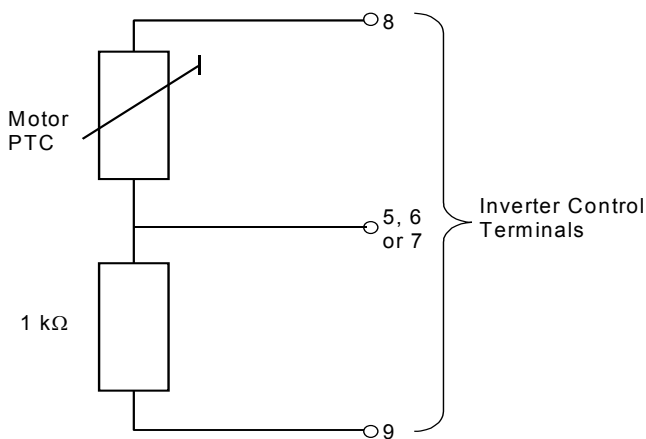 8
Motor
PTC
5, 6
or 7
Inverter Control
Terminals
1 kΩ
9